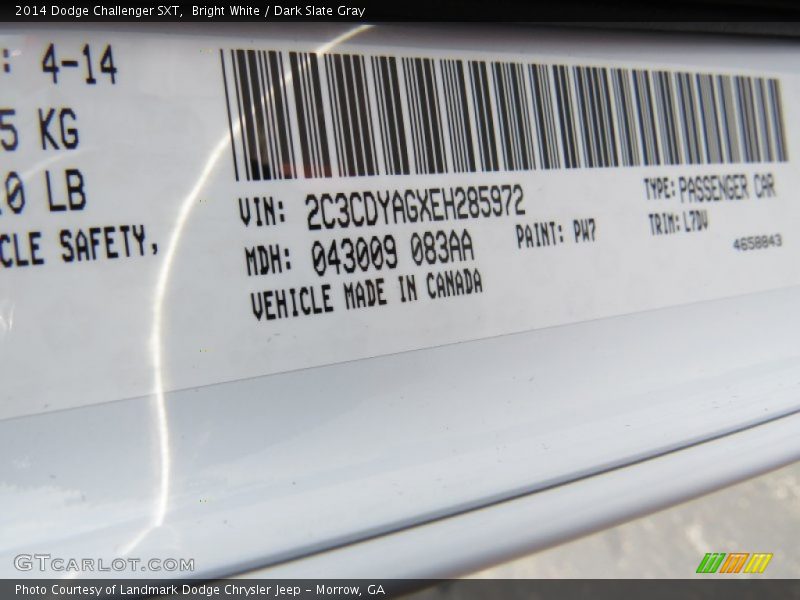 2014 Dodge Challenger SXT, Bright White / Dark Slate Gray
: 4-14
5 KG
0 LB
CLE SAFETY,
VIN: 2C3CDYAGXEH285972
TYPE: PASSENGER CAR
MDH: 043009 083AA
PAINT: PW7
TRIM: L7DV
VEHICLE MADE IN CANADA
4658843
GTCARLOT.COM
Photo Courtesy of Landmark Dodge Chrysler Jeep – Morrow, GA